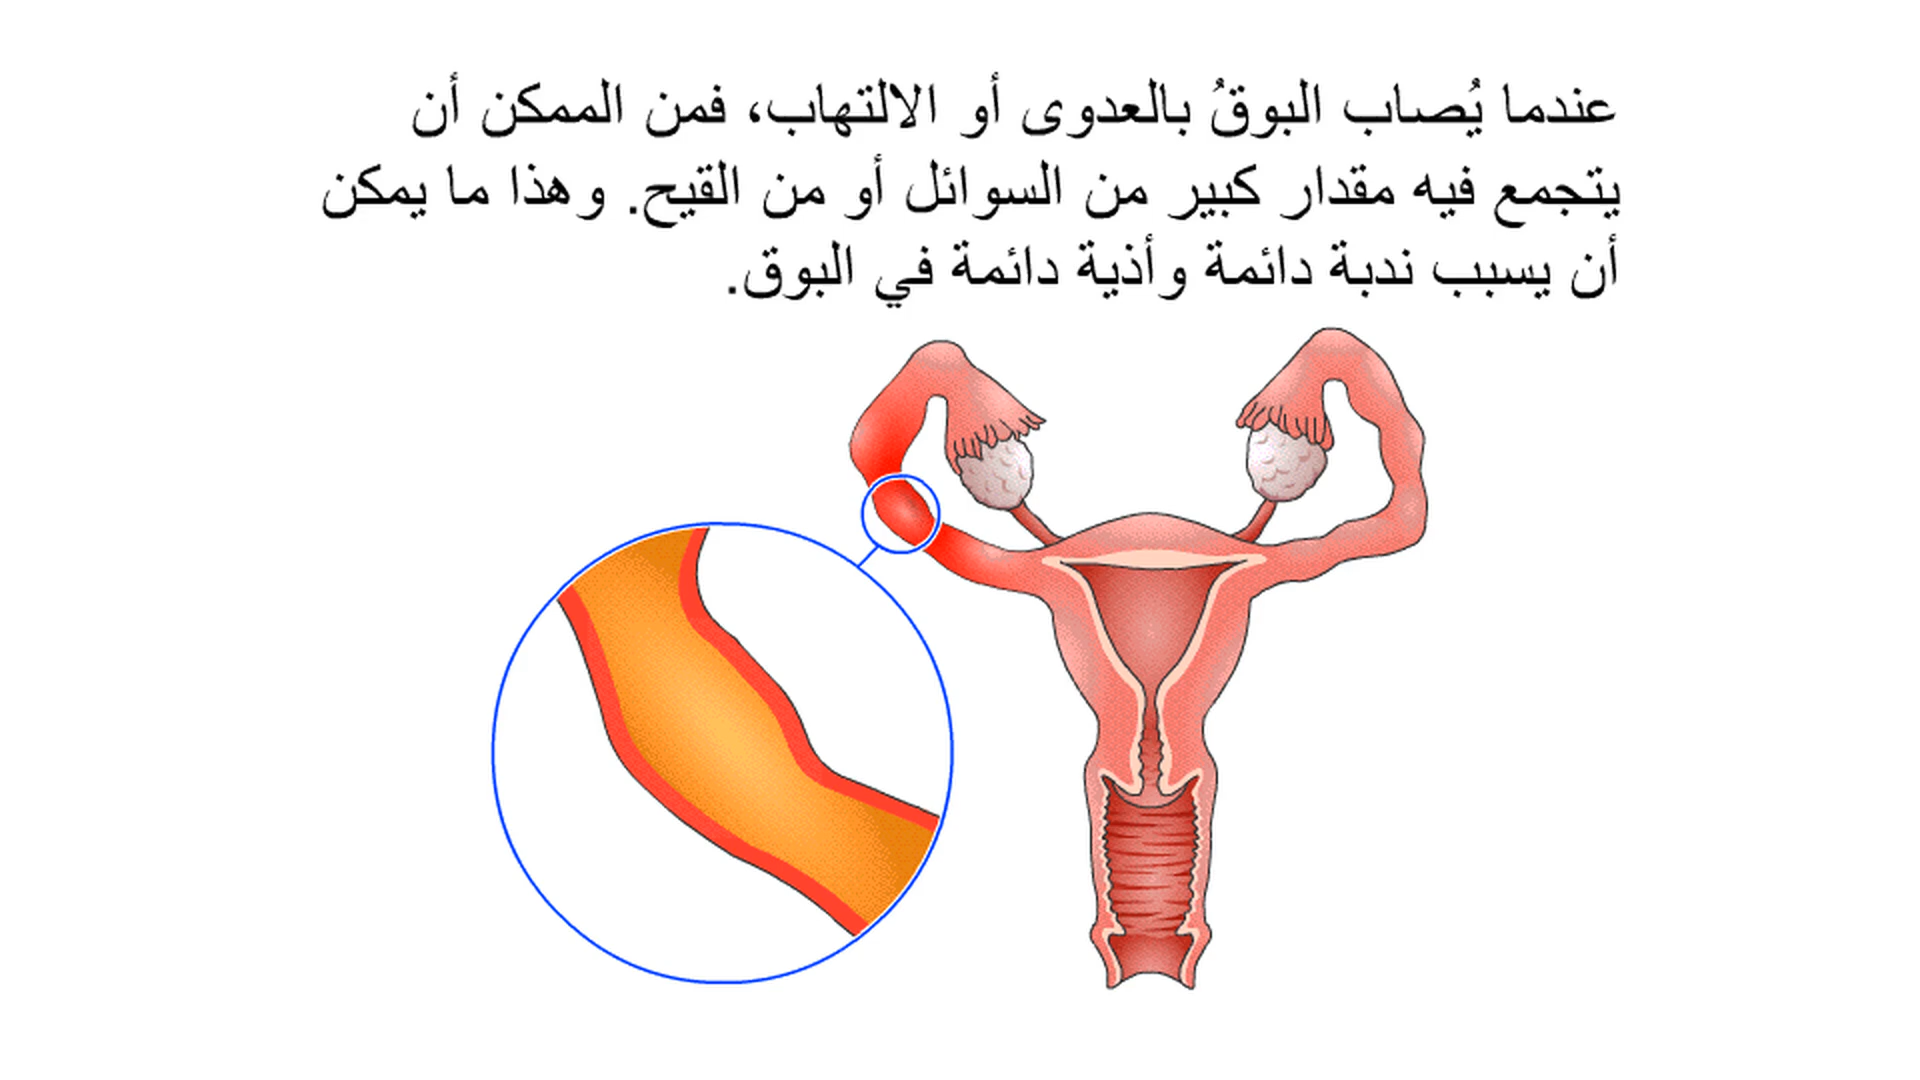 عندما يُصاب البوقُ بالعدوى أو الالتهاب، فمن الممكن أن
يتجمع فيه مقدار كبير من السوائل أو من القيح. وهذا ما يمكن
أن يسبب ندبة دائمة وأذية دائمة في البوق.